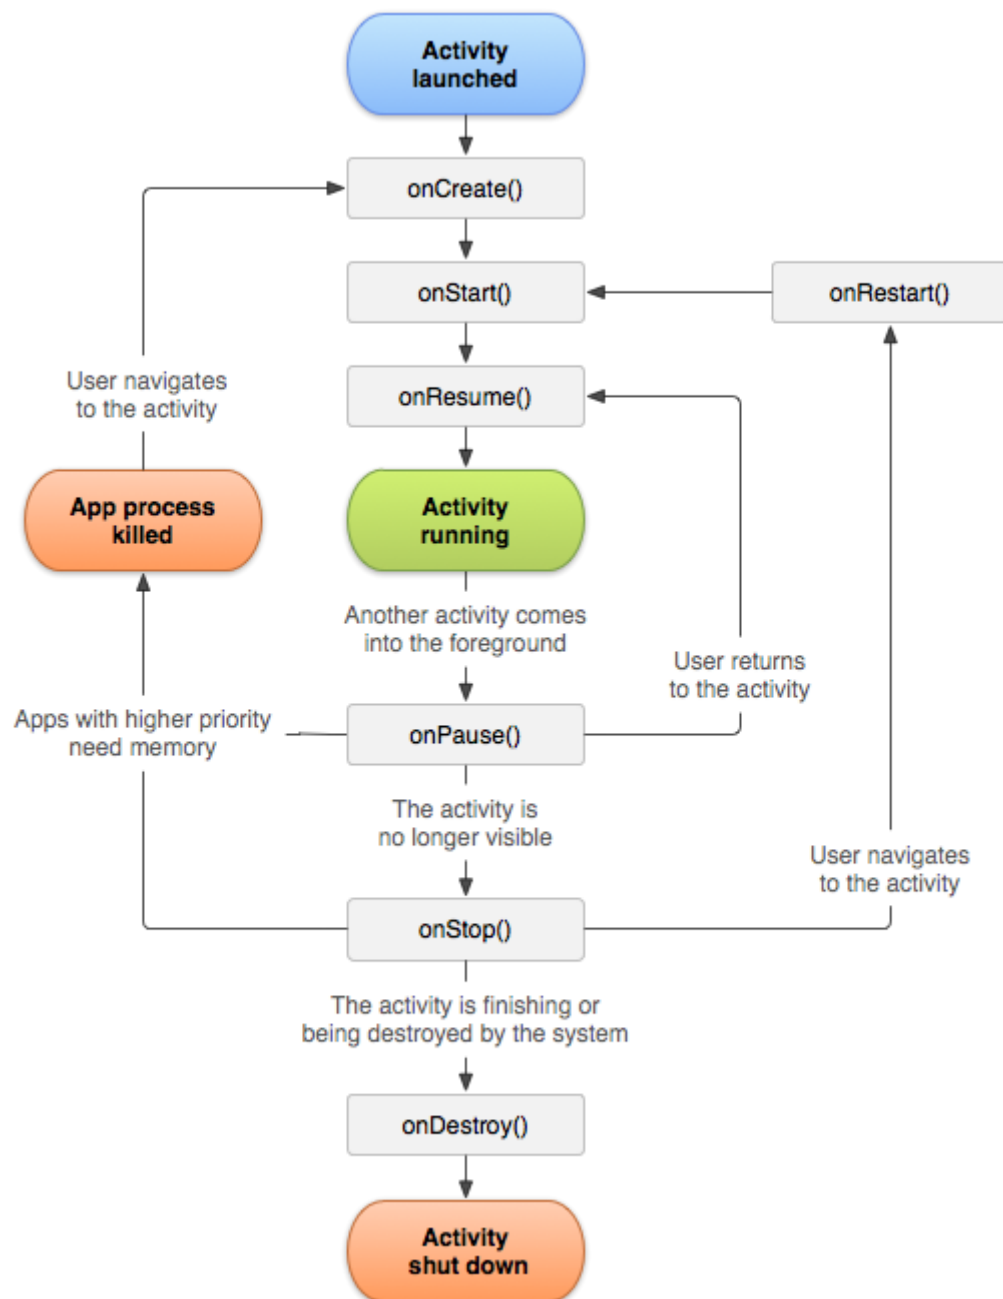 Activity
launched
onCreate()
onStart()
onRestart()
onResume()
User navigates
to the activity
App process
killed
Activity
running
Another activity comes
into the foreground
User returns
to the activity
Apps with higher priority
need memory
onPause()
The activity is
no longer visible
User navigates
to the activity
onStop()
The activity is finishing or
being destroyed by the system
onDestroy()
Activity
shut down